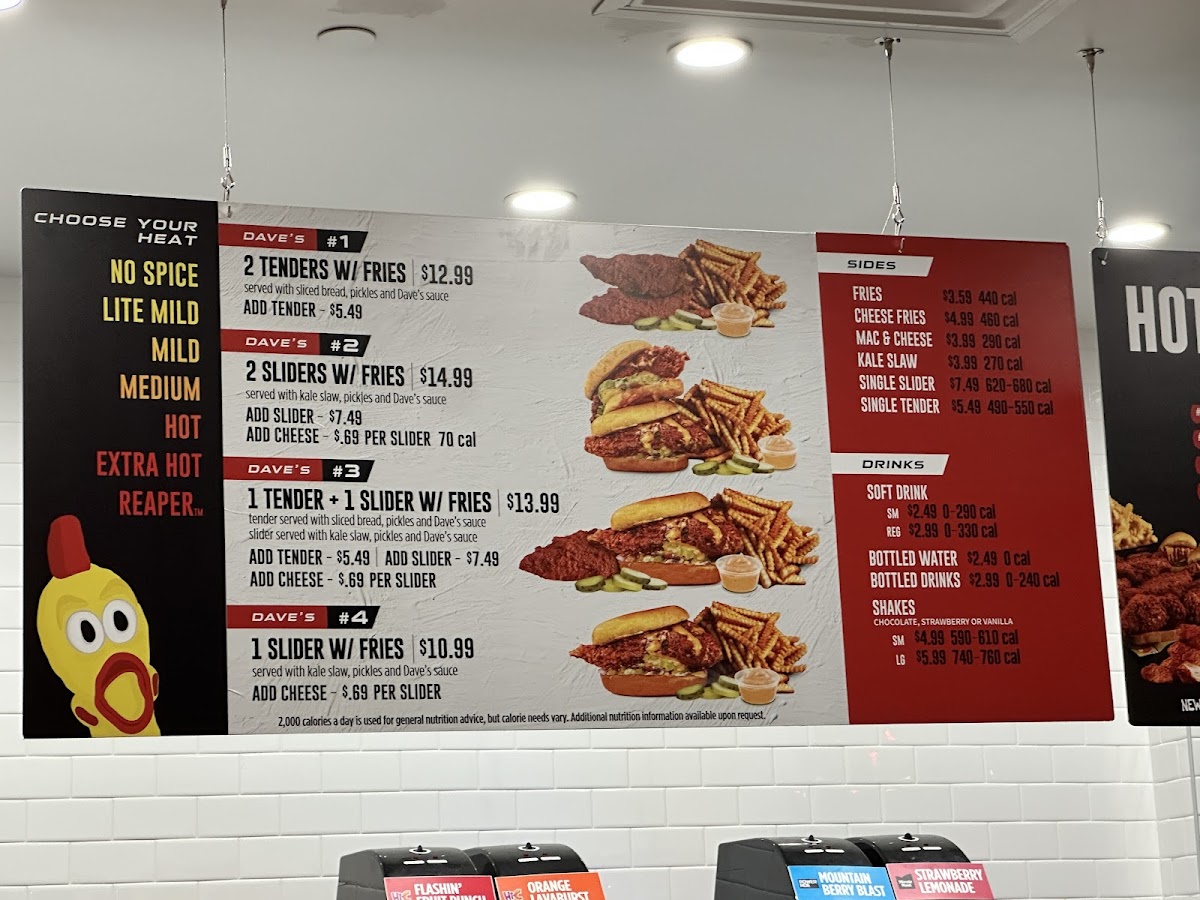 CHOOSE YOUR
HEAT
NO SPICE
LITE MILD
MILD
MEDIUM
HOT
EXTRA HOT
REAPER™
DAVE'S #1
2 TENDERS W/ FRIES | $12.99
served with sliced bread, pickles and Dave's sauce
ADD TENDER - $5.49
DAVE'S #2
2 SLIDERS W/ FRIES | $14.99
served with kale slaw, pickles and Dave's sauce
ADD SLIDER - $7.49
ADD CHEESE - $.69 PER SLIDER 70 cal
DAVE'S #3
1 TENDER + 1 SLIDER W/ FRIES | $13.99
tender served with sliced bread, pickles and Dave's sauce
slider served with kale slaw, pickles and Dave's sauce
ADD TENDER - $5.49 | ADD SLIDER - $7.49
ADD CHEESE - $.69 PER SLIDER
DAVE'S #4
1 SLIDER W/ FRIES | $10.99
served with kale slaw, pickles and Dave's sauce
ADD CHEESE - $.69 PER SLIDER
2,000 calories a day is used for general nutrition advice, but calorie needs vary. Additional nutrition information available upon request.
SIDES
FRIES $3.59 440 cal
CHEESE FRIES $4.99 460 cal
MAC & CHEESE $3.99 290 cal
KALE SLAW $3.99 270 cal
SINGLE SLIDER $7.49 620-680 cal
SINGLE TENDER $5.49 490-550 cal
DRINKS
SOFT DRINK
SM $2.49 0-290 cal
REG $2.99 0-330 cal
BOTTLED WATER $2.49 0 cal
BOTTLED DRINKS $2.99 0-240 cal
SHAKES
CHOCOLATE, STRAWBERRY OR VANILLA
SM $4.99 590-610 cal
LG $5.99 740-760 cal
HOT
NEW
FLASHIN'
FRUIT PUNCH
ORANGE
LAVABURST
MOUNTAIN
BERRY BLAST
STRAWBERRY
LEMONADE